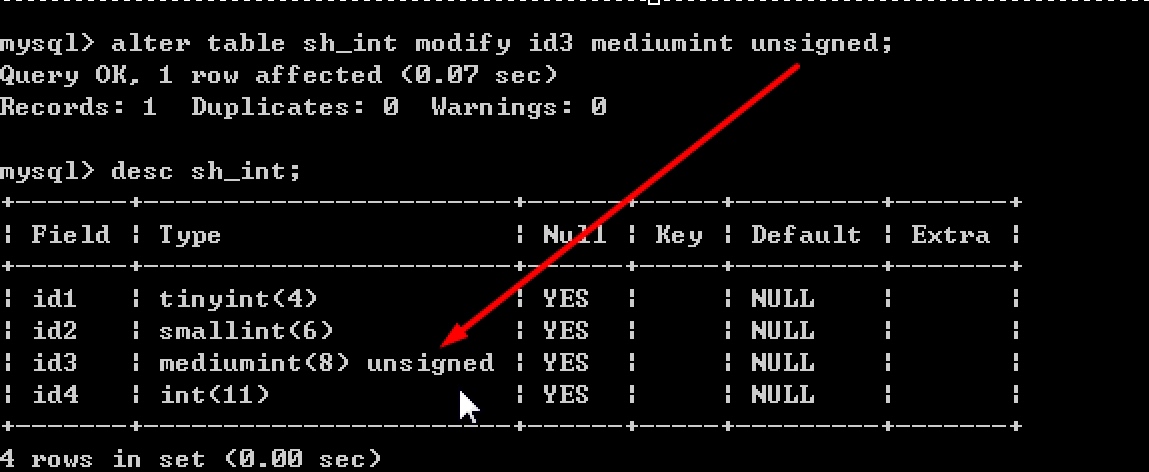 mysql> alter table sh_int modify id3 mediumint unsigned;
Query OK, 1 row affected (0.07 sec)
Records: 1  Duplicates: 0  Warnings: 0
mysql> desc sh_int;
+-------+-----------------------+------+-----+---------+-------+
| Field | Type                  | Null | Key | Default | Extra |
+-------+-----------------------+------+-----+---------+-------+
| id1   | tinyint(4)            | YES  |     | NULL    |       |
| id2   | smallint(6)           | YES  |     | NULL    |       |
| id3   | mediumint(8) unsigned | YES  |     | NULL    |       |
| id4   | int(11)               | YES  |     | NULL    |       |
+-------+-----------------------+------+-----+---------+-------+
4 rows in set (0.00 sec)